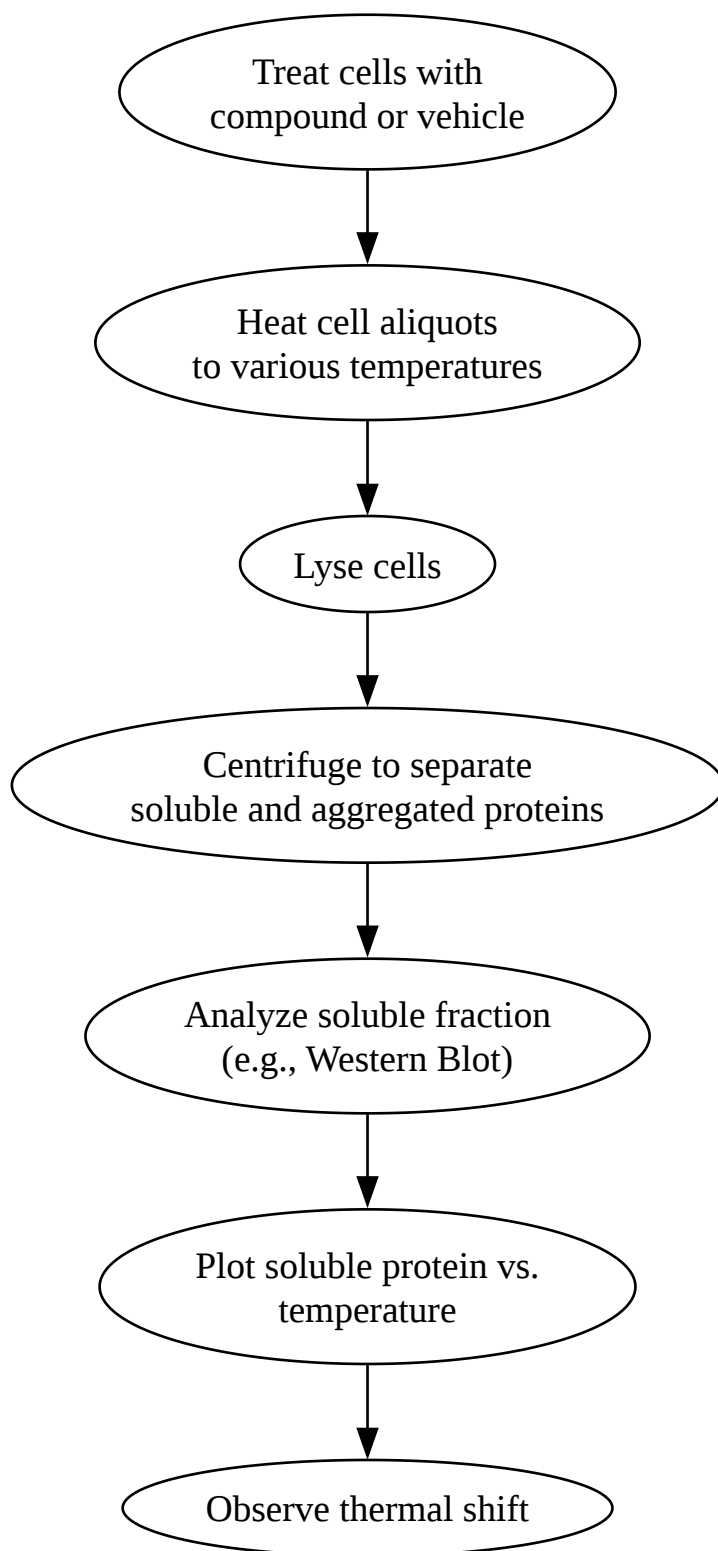 Treat cells with
compound or vehicle
Heat cell aliquots
to various temperatures
Lyse cells
Centrifuge to separate
soluble and aggregated proteins
Analyze soluble fraction
(e.g., Western Blot)
Plot soluble protein vs.
temperature
Observe thermal shift